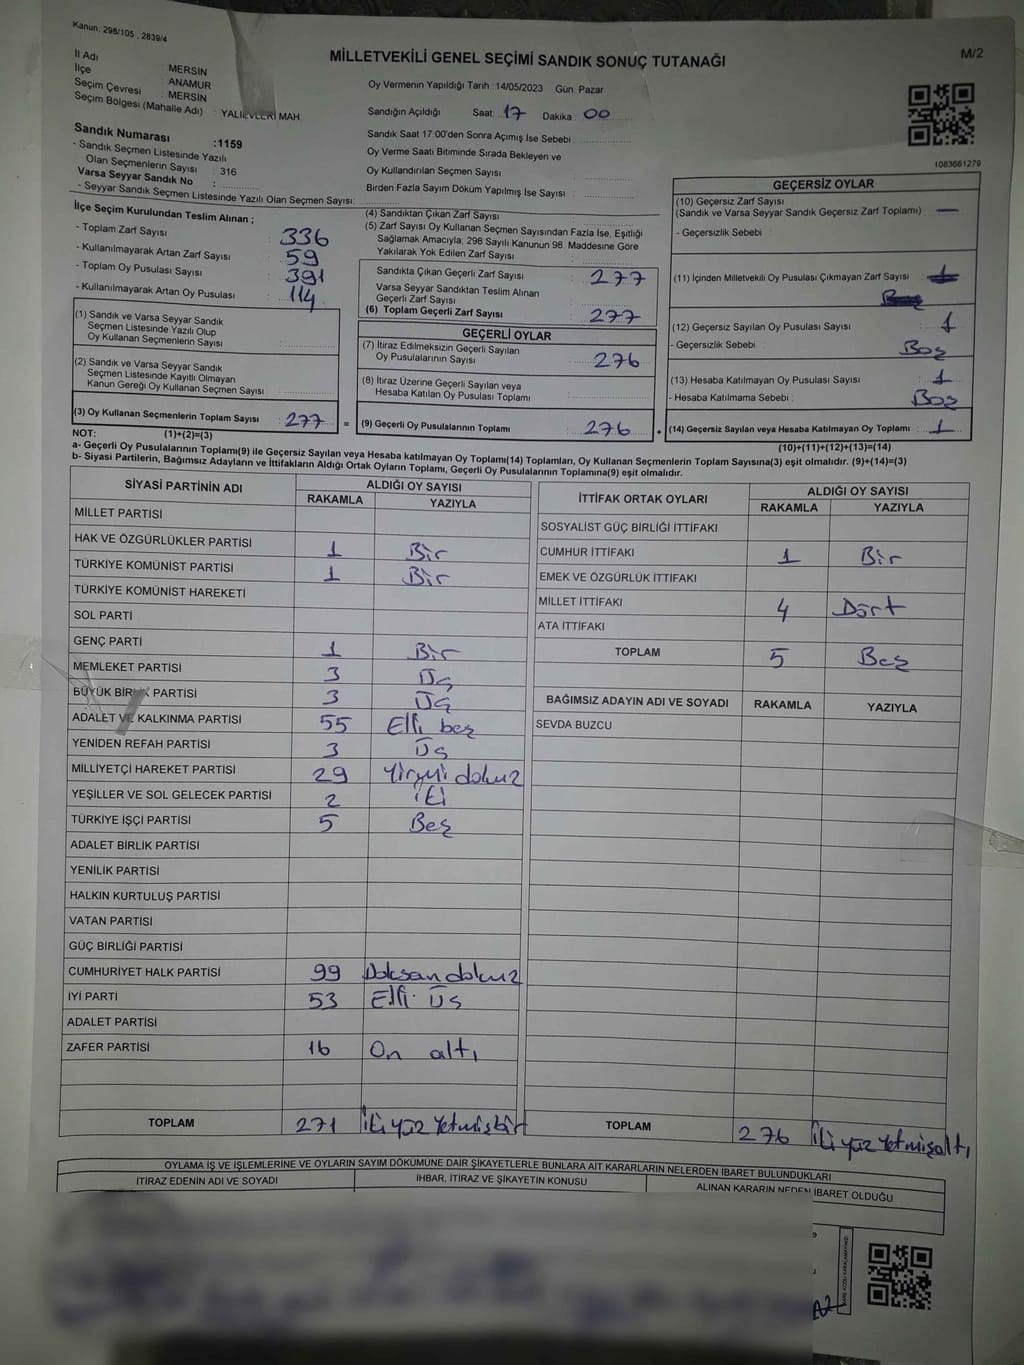 Kanun, 298/105 , 2839/4
MİLLETVEKİLİ GENEL SEÇİMİ SANDIK SONUÇ TUTANAĞI
M/2
İl Adı : MERSİN
İlçe : ANAMUR
Seçim Çevresi : MERSİN
Seçim Bölgesi (Mahalle Adı) : YALIEVLERİ MAH.
Sandık Numarası :1159
- Sandık Seçmen Listesinde Yazılı
Olan Seçmenlerin Sayısı : 316
Varsa Seyyar Sandık No :
- Seyyar Sandık Seçmen Listesinde Yazılı Olan Seçmen Sayısı:
Oy Vermenin Yapıldığı Tarih :14/05/2023 Gün: Pazar
Sandığın Açıldığı Saat: 17 Dakika: 00
Sandık Saat 17:00'den Sonra Açımış İse Sebebi :
Oy Verme Saati Bitiminde Sırada Bekleyen ve
Oy Kullandırılan Seçmen Sayısı
Birden Fazla Sayım Döküm Yapılmış İse Sayısı :
1083661279
İlçe Seçim Kurulundan Teslim Alınan ;
- Toplam Zarf Sayısı : 336
- Kullanılmayarak Artan Zarf Sayısı : 59
- Toplam Oy Pusulası Sayısı : 391
- Kullanılmayarak Artan Oy Pusulası : 114
(1) Sandık ve Varsa Seyyar Sandık
Seçmen Listesinde Yazılı Olup
Oy Kullanan Seçmenlerin Sayısı :
(2) Sandık ve Varsa Seyyar Sandık
Seçmen Listesinde Kayıtlı Olmayan
Kanun Gereği Oy Kullanan Seçmen Sayısı :
(3) Oy Kullanan Seçmenlerin Toplam Sayısı : 277 =
(4) Sandıktan Çıkan Zarf Sayısı :
(5) Zarf Sayısı Oy Kullanan Seçmen Sayısından Fazla İse, Eşitliği
Sağlamak Amacıyla, 298 Sayılı Kanunun 98. Maddesine Göre
Yakılarak Yok Edilen Zarf Sayısı :
Sandıkta Çıkan Geçerli Zarf Sayısı : 277
Varsa Seyyar Sandıktan Teslim Alınan
Geçerli Zarf Sayısı
(6) Toplam Geçerli Zarf Sayısı : 277
GEÇERLİ OYLAR
(7) İtiraz Edilmeksizin Geçerli Sayılan
Oy Pusulalarının Sayısı : 276
(8) İtiraz Üzerine Geçerli Sayılan veya
Hesaba Katılan Oy Pusulası Toplamı :
(9) Geçerli Oy Pusulalarının Toplamı : 276 +
GEÇERSİZ OYLAR
(10) Geçersiz Zarf Sayısı
(Sandık ve Varsa Seyyar Sandık Geçersiz Zarf Toplamı) : —
- Geçersizlik Sebebi :
(11) İçinden Milletvekili Oy Pusulası Çıkmayan Zarf Sayısı :
(12) Geçersiz Sayılan Oy Pusulası Sayısı : 1
- Geçersizlik Sebebi : Boş
(13) Hesaba Katılmayan Oy Pusulası Sayısı : 1
- Hesaba Katılmama Sebebi : Boş
(14) Geçersiz Sayılan veya Hesaba Katılmayan Oy Toplamı : 1
NOT: (1)+(2)=(3)
(10)+(11)+(12)+(13)=(14)
a- Geçerli Oy Pusulasının Toplamı(9) ile Geçersiz Sayılan veya Hesaba katılmayan Oy Toplamı(14) Toplamları, Oy Kullanan Seçmenlerin Toplam Sayısına(3) eşit olmalıdır. (9)+(14)=(3)
b- Siyasi Partilerin, Bağımsız Adayların ve İttifakların Aldığı Ortak Oyların Toplamı, Geçerli Oy Pusulalarının Toplamına(9) eşit olmalıdır.
SİYASİ PARTİNİN ADI ALDIĞI OY SAYISI
RAKAMLA YAZIYLA
MİLLET PARTİSİ
HAK VE ÖZGÜRLÜKLER PARTİSİ 1 Bir
TÜRKİYE KOMÜNİST PARTİSİ 1 Bir
TÜRKİYE KOMÜNİST HAREKETİ
SOL PARTİ
GENÇ PARTİ 1 Bir
MEMLEKET PARTİSİ 3 Üç
BÜYÜK BİRLİK PARTİSİ 3 Üç
ADALET VE KALKINMA PARTİSİ 55 Elli beş
YENİDEN REFAH PARTİSİ 3 Üç
MİLLİYETÇİ HAREKET PARTİSİ 29 Yirmi dokuz
YEŞİLLER VE SOL GELECEK PARTİSİ 2 iki
TÜRKİYE İŞÇİ PARTİSİ 5 Beş
ADALET BİRLİK PARTİSİ
YENİLİK PARTİSİ
HALKIN KURTULUŞ PARTİSİ
VATAN PARTİSİ
GÜÇ BİRLİĞİ PARTİSİ
CUMHURİYET HALK PARTİSİ 99 Doksan dokuz
İYİ PARTİ 53 Elli üç
ADALET PARTİSİ
ZAFER PARTİSİ 16 On altı
TOPLAM 271 İkiyüz Yetmişbir
İTTİFAK ORTAK OYLARI ALDIĞI OY SAYISI
RAKAMLA YAZIYLA
SOSYALİST GÜÇ BİRLİĞİ İTTİFAKI
CUMHUR İTTİFAKI 1 Bir
EMEK VE ÖZGÜRLÜK İTTİFAKI
MİLLET İTTİFAKI 4 Dört
ATA İTTİFAKI
TOPLAM 5 Beş
BAĞIMSIZ ADAYIN ADI VE SOYADI RAKAMLA YAZIYLA
SEVDA BUZCU
TOPLAM 276 İkiyüz Yetmişaltı
OYLAMA İŞ VE İŞLEMLERİNE VE OYLARIN SAYIM DÖKÜMÜNE DAİR ŞİKAYETLERLE BUNLARA AİT KARARLARIN NELERDEN İBARET BULUNDUKLARI
İTİRAZ EDENİN ADI VE SOYADI İHBAR, İTİRAZ VE ŞİKAYETİN KONUSU ALINAN KARARIN NEDEN İBARET OLDUĞU